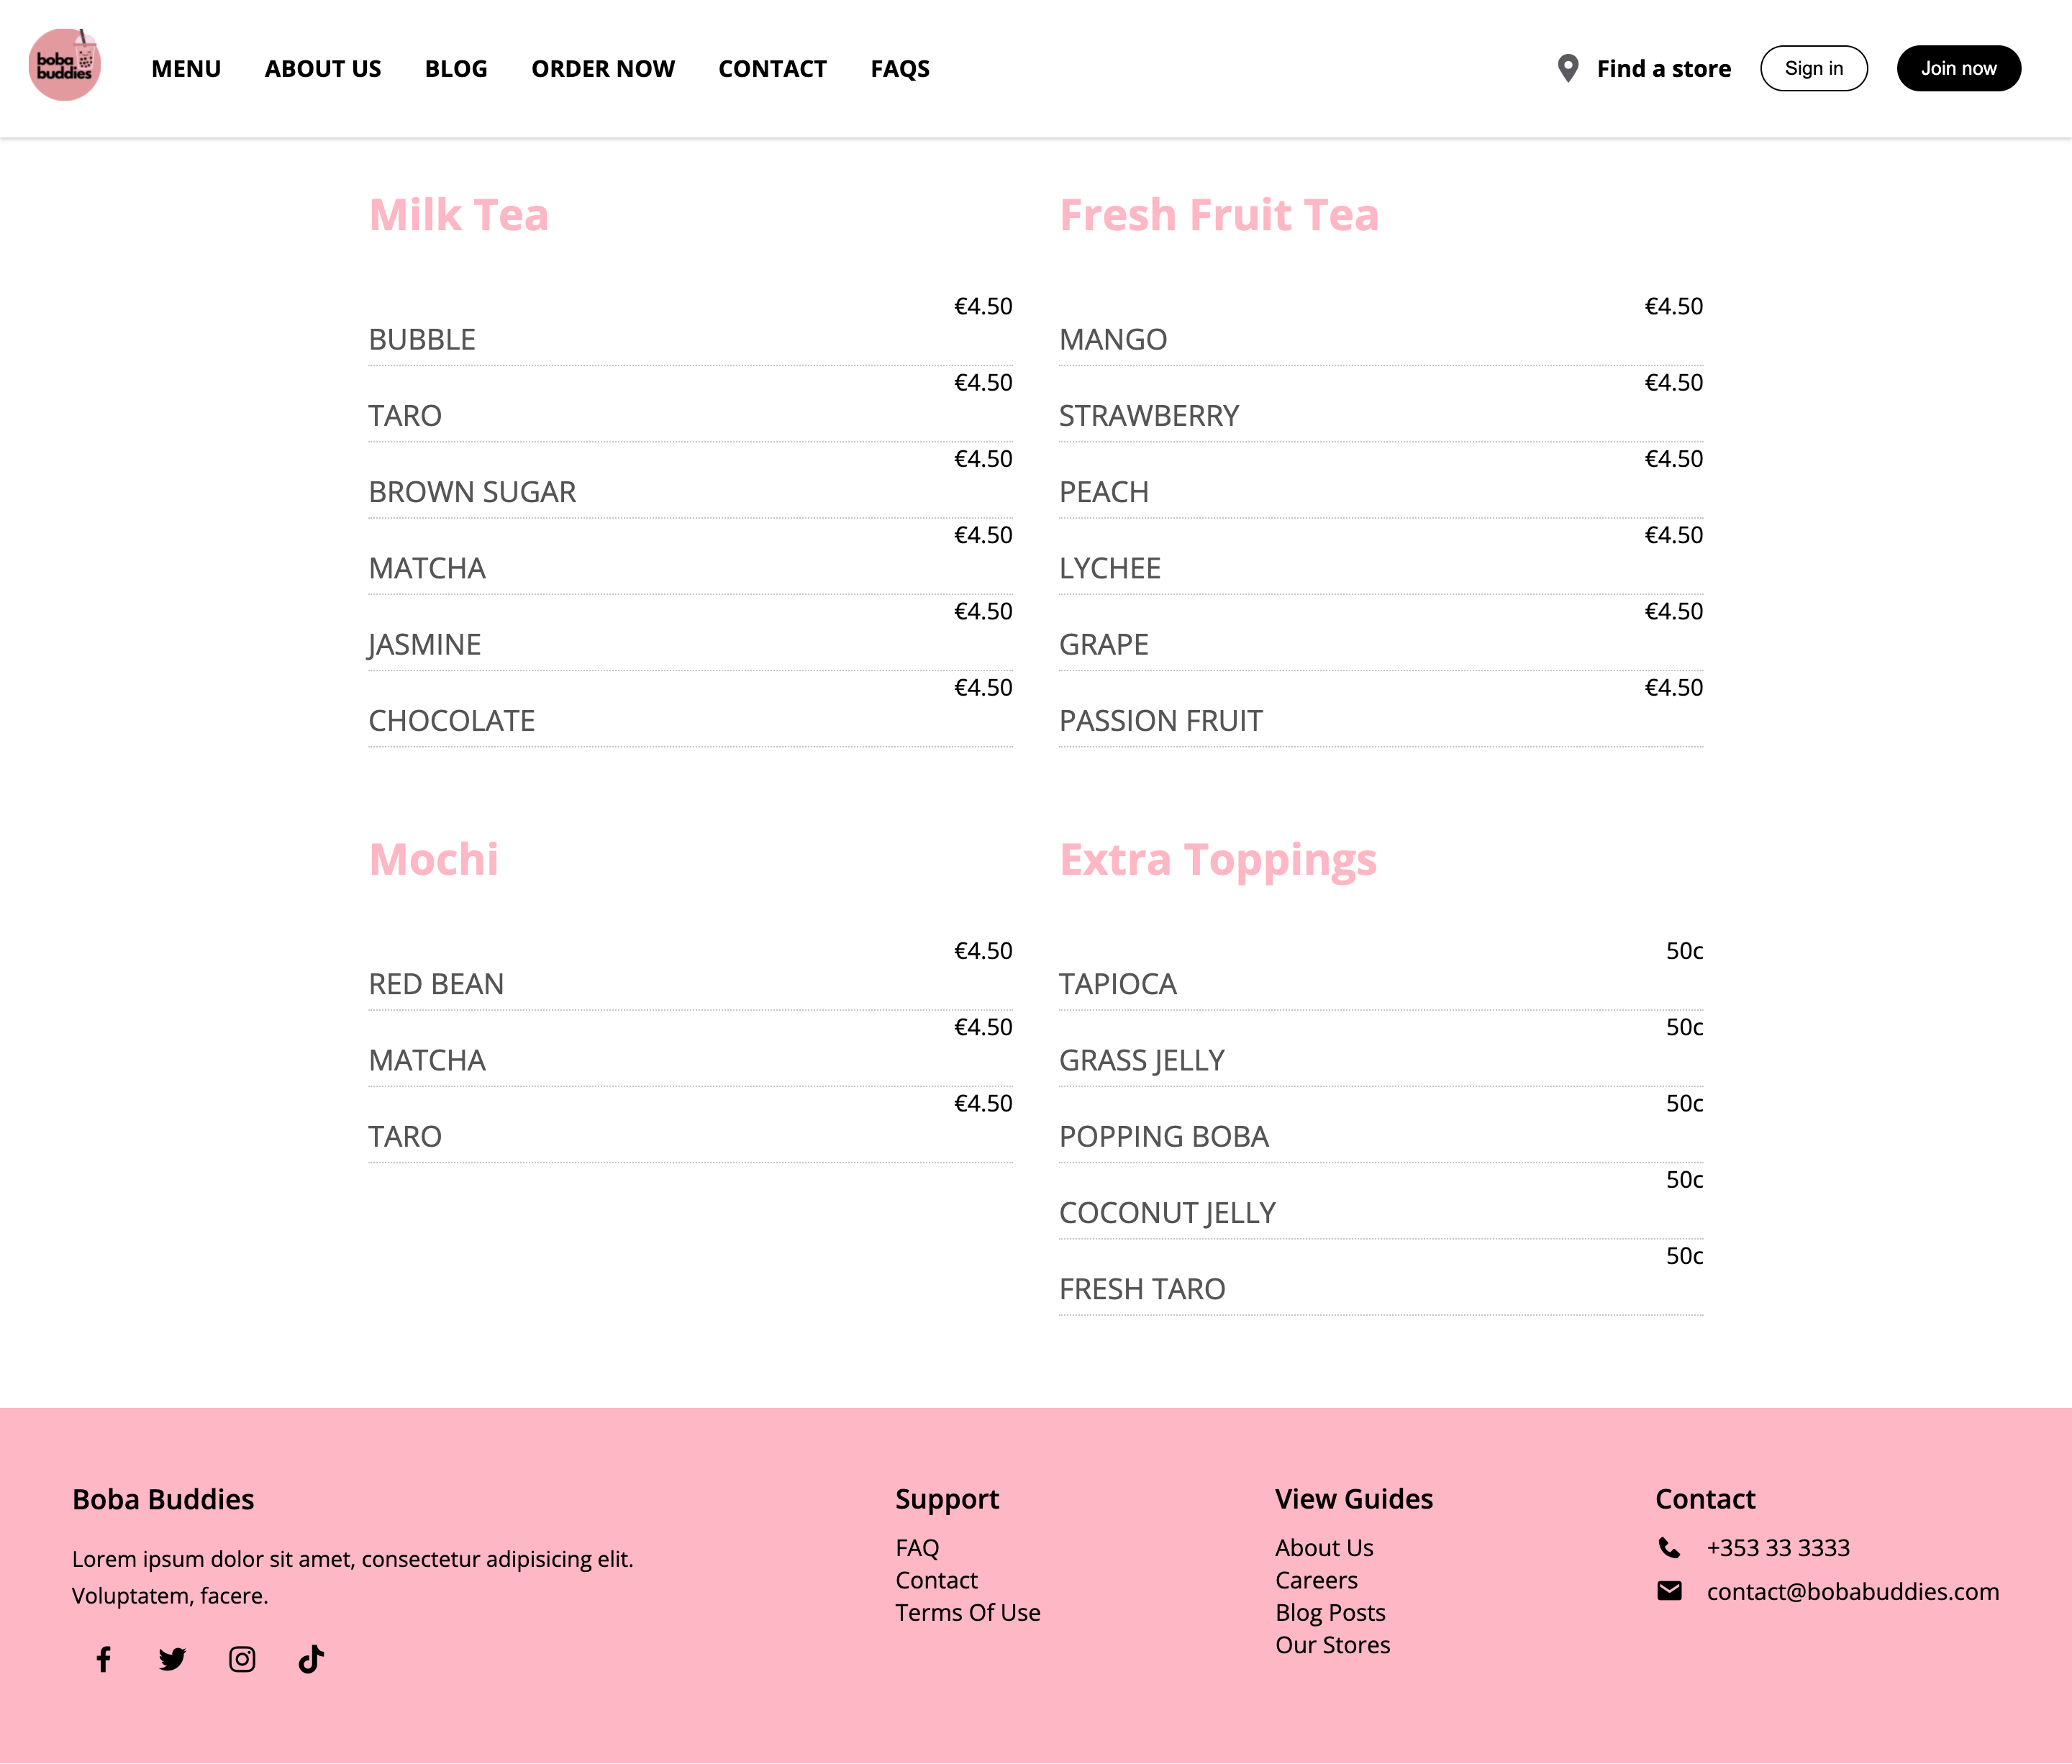 boba
buddies
MENU ABOUT US BLOG ORDER NOW CONTACT FAQS
Find a store Sign in Join now
Milk Tea
€4.50
BUBBLE
€4.50
TARO
€4.50
BROWN SUGAR
€4.50
MATCHA
€4.50
JASMINE
€4.50
CHOCOLATE
Fresh Fruit Tea
€4.50
MANGO
€4.50
STRAWBERRY
€4.50
PEACH
€4.50
LYCHEE
€4.50
GRAPE
€4.50
PASSION FRUIT
Mochi
€4.50
RED BEAN
€4.50
MATCHA
€4.50
TARO
Extra Toppings
50c
TAPIOCA
50c
GRASS JELLY
50c
POPPING BOBA
50c
COCONUT JELLY
50c
FRESH TARO
Boba Buddies
Lorem ipsum dolor sit amet, consectetur adipisicing elit.
Voluptatem, facere.
Support
FAQ
Contact
Terms Of Use
View Guides
About Us
Careers
Blog Posts
Our Stores
Contact
+353 33 3333
contact@bobabuddies.com